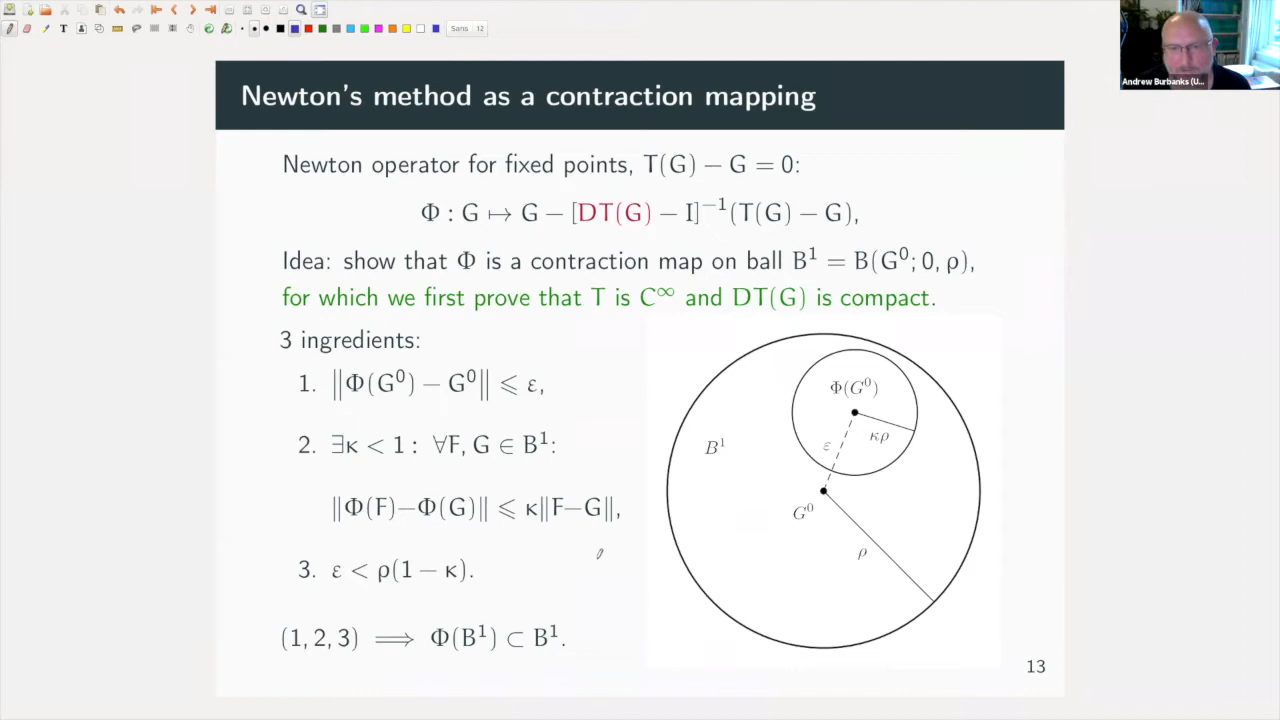 Sans 12
Andrew Burbanks (U...
Newton's method as a contraction mapping
Newton operator for fixed points, T(G) − G = 0:
Φ : G ↦ G − [DT(G) − I]⁻¹(T(G) − G),
Idea: show that Φ is a contraction map on ball B¹ = B(G⁰; 0, ρ),
for which we first prove that T is C^∞ and DT(G) is compact.
3 ingredients:
1. ‖Φ(G⁰) − G⁰‖ ⩽ ε,
2. ∃κ < 1 : ∀F, G ∈ B¹:
‖Φ(F)−Φ(G)‖ ⩽ κ‖F−G‖,
3. ε < ρ(1 − κ).
(1, 2, 3) ⟹ Φ(B¹) ⊂ B¹.
Φ(G⁰)
κρ
ε
B¹
G⁰
ρ
13